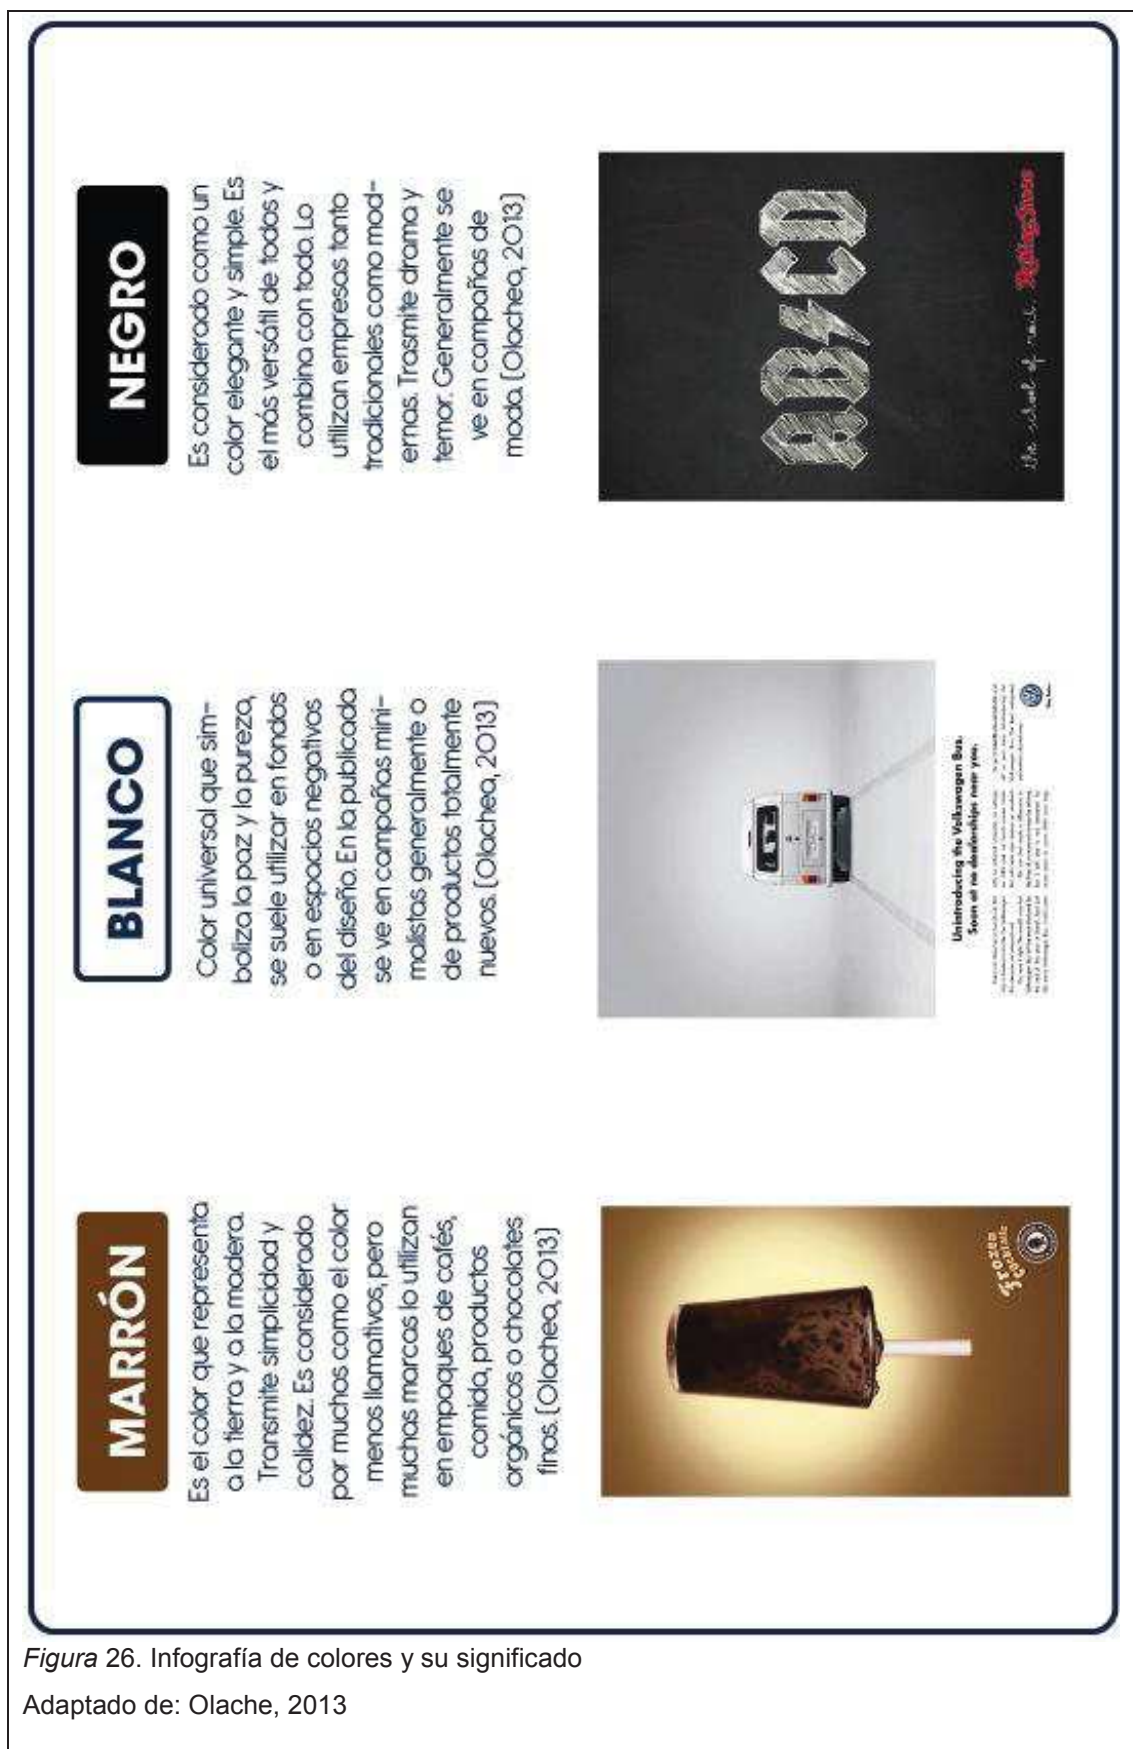 MARRÓN
Es el color que representa
a la tierra y a la madera.
Transmite simplicidad y
calidez. Es considerado
por muchos como el color
menos llamativos, pero
muchas marcas lo utilizan
en empaques de cafés,
comida, productos
orgánicos o chocolates
finos. (Olachea, 2013)
Frozen
Cocktails
BLANCO
Color universal que sim-
boliza la paz y la pureza,
se suele utilizar en fondos
o en espacios negativos
del diseño. En la publicada
se ve en campañas mini-
malistas generalmente o
de productos totalmente
nuevos. (Olachea, 2013)
Unintroducing the Volkswagen Bus.
Soon at no dealerships near you.
NEGRO
Es considerado como un
color elegante y simple. Es
el más versátil de todas y
combina con todo. Lo
utilizan empresas tanto
tradicionales como mod-
ernas. Trasmite drama y
temor. Generalmente se
ve en campañas de
moda. (Olachea, 2013)
AB CD
the school of rock. RollingStone
Figura 26. Infografía de colores y su significado
Adaptado de: Olache, 2013